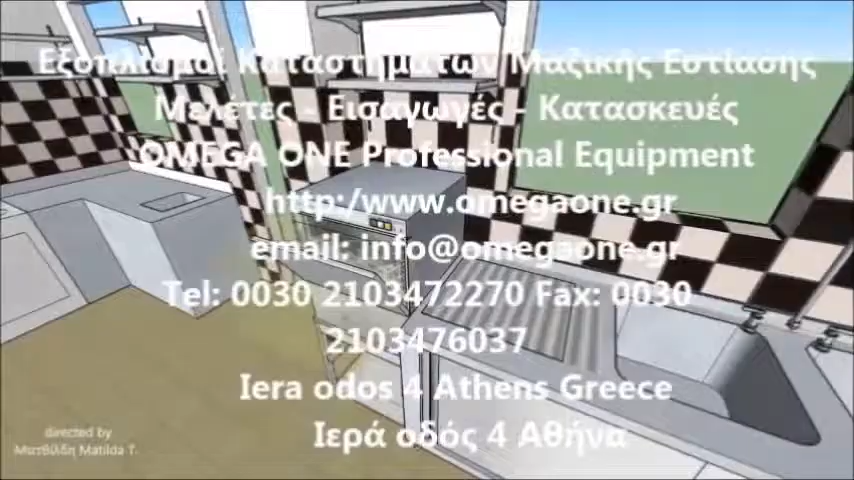 Εξοπλισμοί Καταστημάτων Μαζικής Εστίασης
Μελέτες - Εισαγωγές - Κατασκευές
OMEGA ONE Professional Equipment
http:/www.omegaone.gr
email: info@omegaone.gr
Tel: 0030 2103472270 Fax: 0030
2103476037
Iera odos 4 Athens Greece
Ιερά οδός 4 Αθήνα
directed by
Ματθίλδη Matilda T.